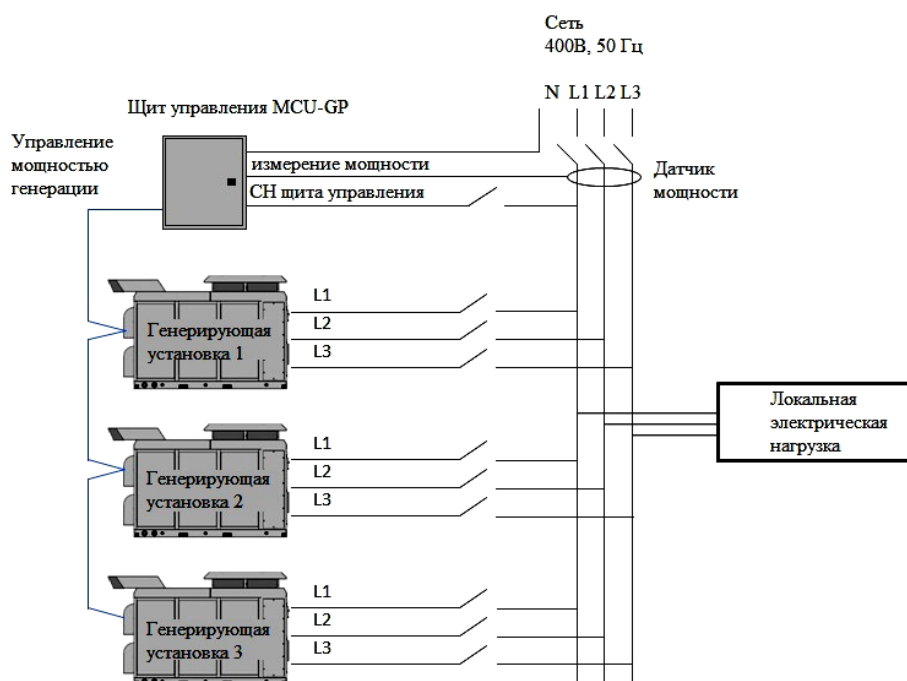 Сеть
400В, 50 Гц
N L1 L2 L3
Щит управления MCU-GP
Управление
мощностью
генерации
измерение мощности
СН щита управления
Датчик
мощности
L1
L2
L3
Генерирующая
установка 1
Локальная
электрическая
нагрузка
L1
L2
L3
Генерирующая
установка 2
L1
L2
L3
Генерирующая
установка 3